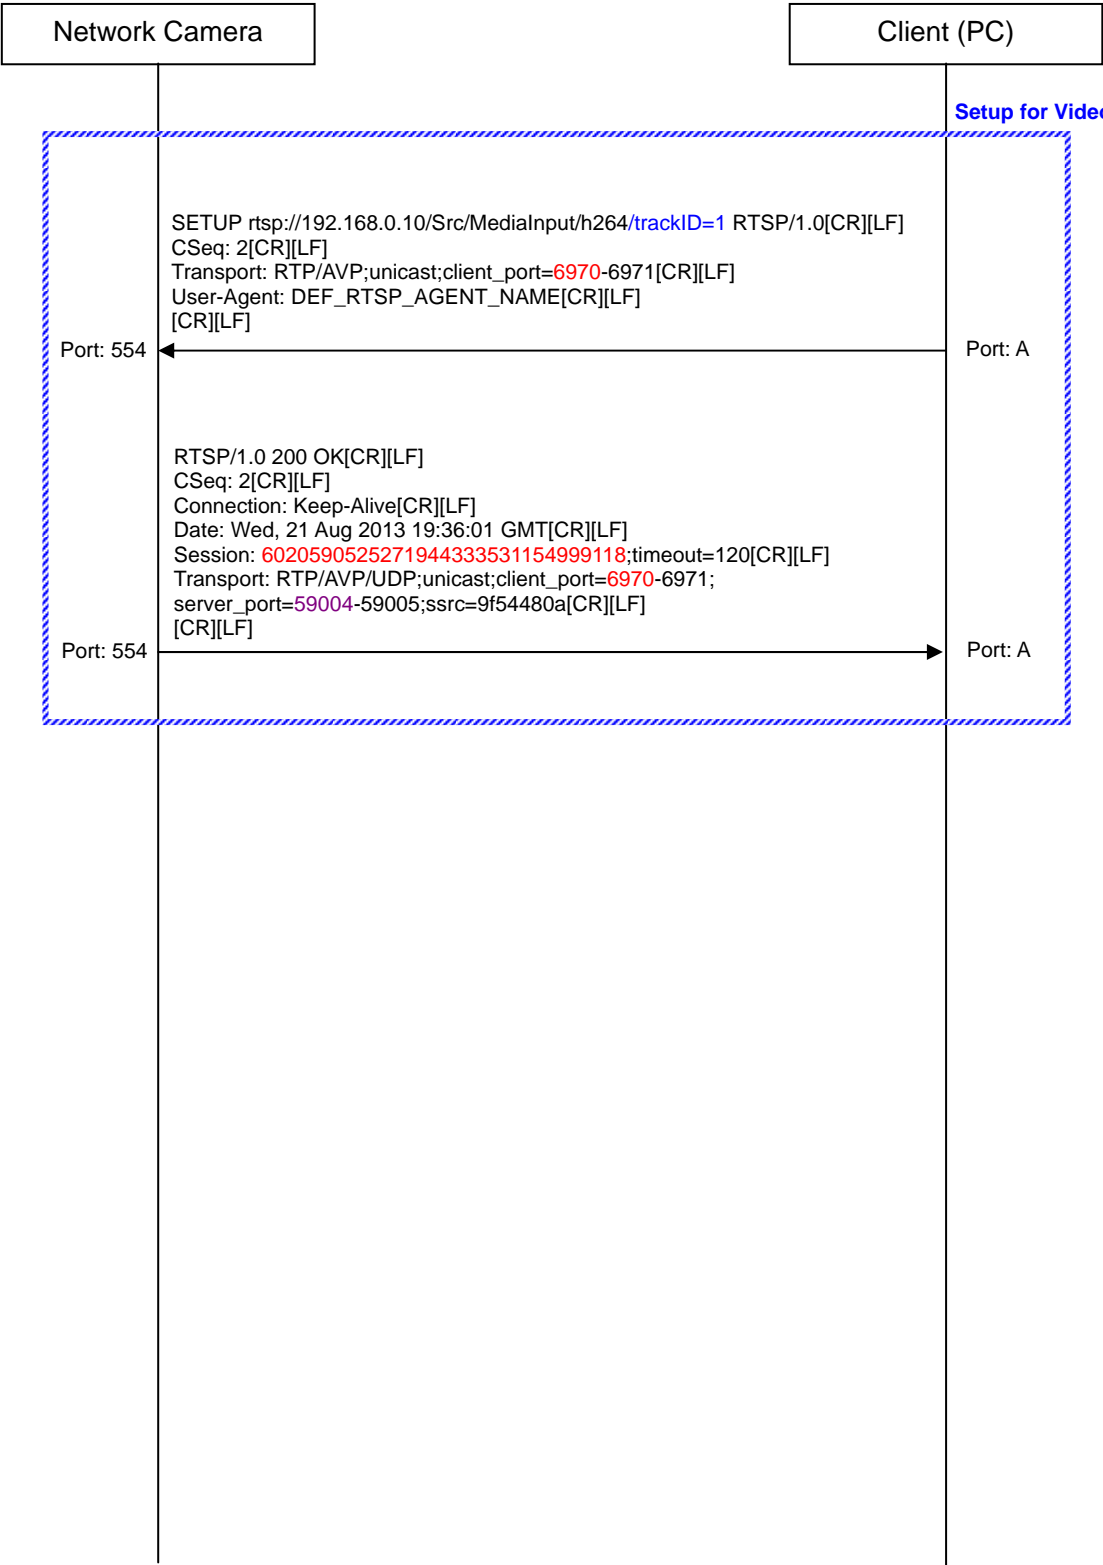 Network Camera
Client (PC)
Setup for Video
SETUP rtsp://192.168.0.10/Src/MediaInput/h264/trackID=1 RTSP/1.0[CR][LF]
CSeq: 2[CR][LF]
Transport: RTP/AVP;unicast;client_port=6970-6971[CR][LF]
User-Agent: DEF_RTSP_AGENT_NAME[CR][LF]
[CR][LF]
Port: 554
Port: A
RTSP/1.0 200 OK[CR][LF]
CSeq: 2[CR][LF]
Connection: Keep-Alive[CR][LF]
Date: Wed, 21 Aug 2013 19:36:01 GMT[CR][LF]
Session: 6020590525271944333531154999118;timeout=120[CR][LF]
Transport: RTP/AVP/UDP;unicast;client_port=6970-6971;
server_port=59004-59005;ssrc=9f54480a[CR][LF]
[CR][LF]
Port: 554
Port: A